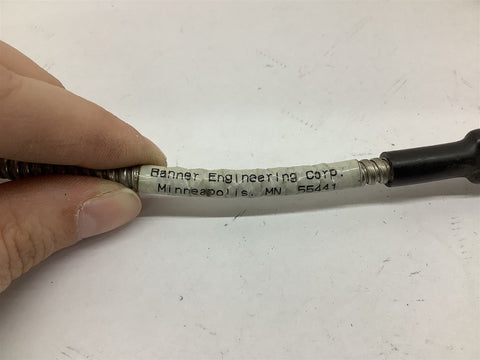 Banner Engineering Corp.
Minneapolis, MN 55441